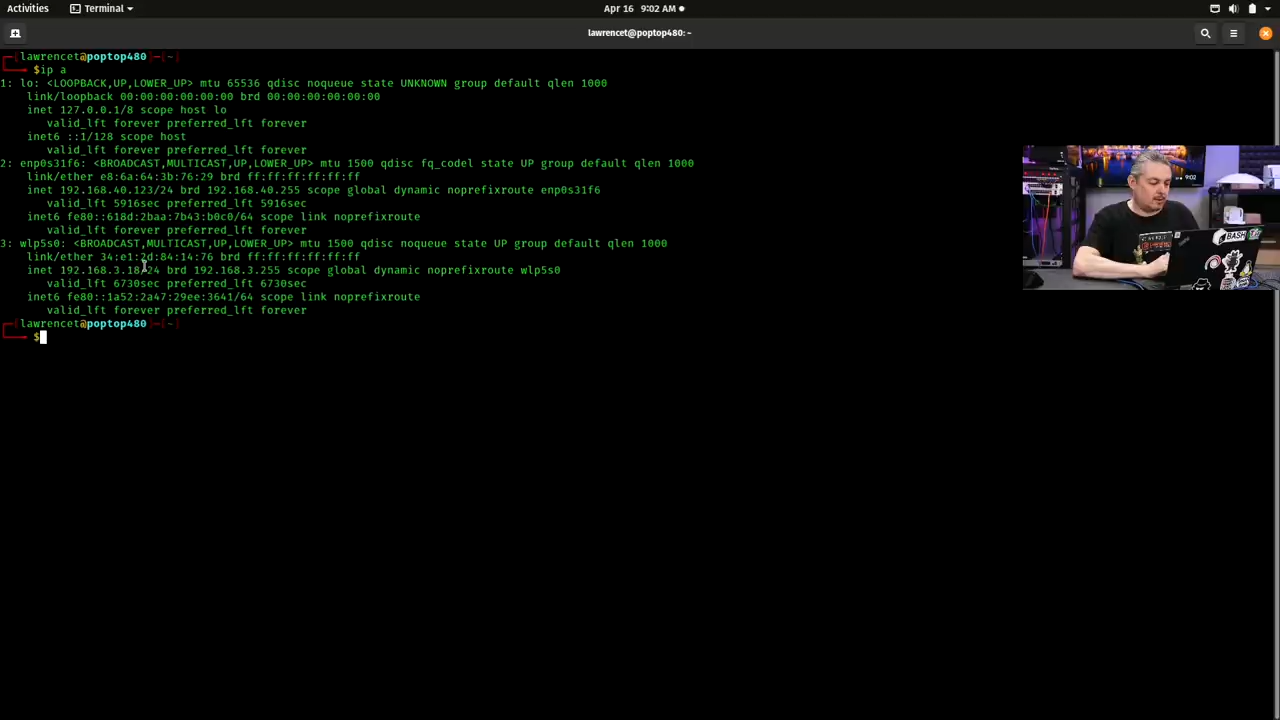 Activities
Terminal
Apr 16 9:02 AM
lawrencet@poptop480: ~
lawrencet@poptop480 ~
$ip a
1: lo: <LOOPBACK,UP,LOWER_UP> mtu 65536 qdisc noqueue state UNKNOWN group default qlen 1000
link/loopback 00:00:00:00:00:00 brd 00:00:00:00:00:00
inet 127.0.0.1/8 scope host lo
valid_lft forever preferred_lft forever
inet6 ::1/128 scope host
valid_lft forever preferred_lft forever
2: enp0s31f6: <BROADCAST,MULTICAST,UP,LOWER_UP> mtu 1500 qdisc fq_codel state UP group default qlen 1000
link/ether e8:6a:64:3b:76:29 brd ff:ff:ff:ff:ff:ff
inet 192.168.40.123/24 brd 192.168.40.255 scope global dynamic noprefixroute enp0s31f6
valid_lft 5916sec preferred_lft 5916sec
inet6 fe80::618d:2baa:7b43:b0c0/64 scope link noprefixroute
valid_lft forever preferred_lft forever
3: wlp5s0: <BROADCAST,MULTICAST,UP,LOWER_UP> mtu 1500 qdisc noqueue state UP group default qlen 1000
link/ether 34:e1:2d:84:14:76 brd ff:ff:ff:ff:ff:ff
inet 192.168.3.18/24 brd 192.168.3.255 scope global dynamic noprefixroute wlp5s0
valid_lft 6730sec preferred_lft 6730sec
inet6 fe80::1a52:2a47:29ee:3641/64 scope link noprefixroute
valid_lft forever preferred_lft forever
lawrencet@poptop480 ~
$
9:02
BASH